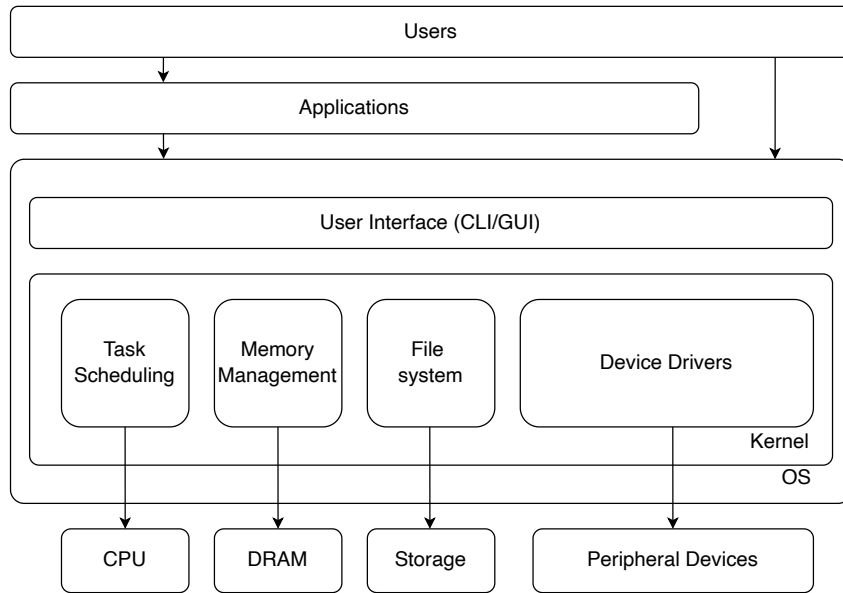 Users
Applications
User Interface (CLI/GUI)
Task
Scheduling
Memory
Management
File
system
Device Drivers
Kernel
OS
CPU
DRAM
Storage
Peripheral Devices